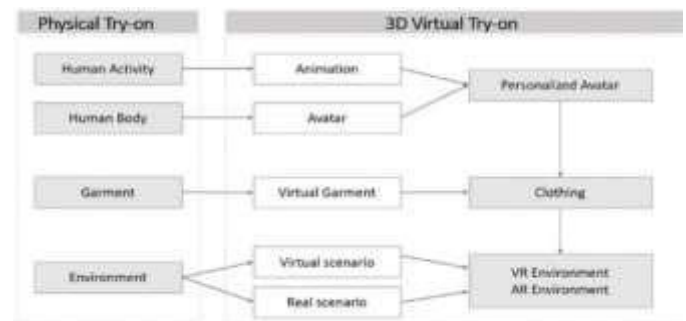 Physical Try-on
3D Virtual Try-on
Human Activity
Animation
Personalized Avatar
Human Body
Avatar
Garment
Virtual Garment
Clothing
Environment
Virtual scenario
Real scenario
VR Environment
AR Environment